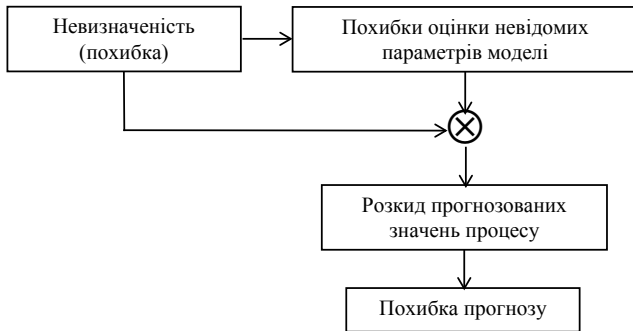 Невизначеність
(похибка)
Похибки оцінки невідомих
параметрів моделі
Розкид прогнозованих
значень процесу
Похибка прогнозу